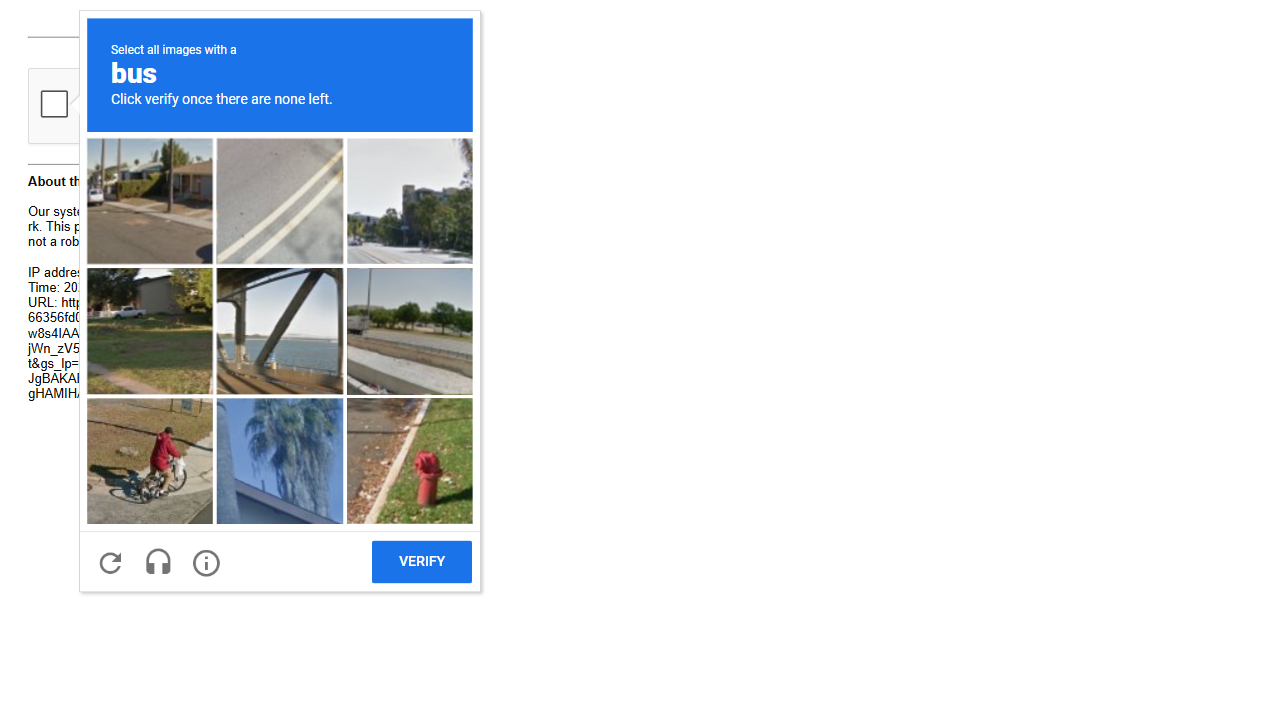 Select all images with a
bus
Click verify once there are none left.
About th
Our syste
rk. This p
not a rob
IP addres
Time: 20
URL: http
66356fd0
w8s4IAA
jWn_zV5
t&gs_lp=
JgBAKA
gHAMIHA
VERIFY